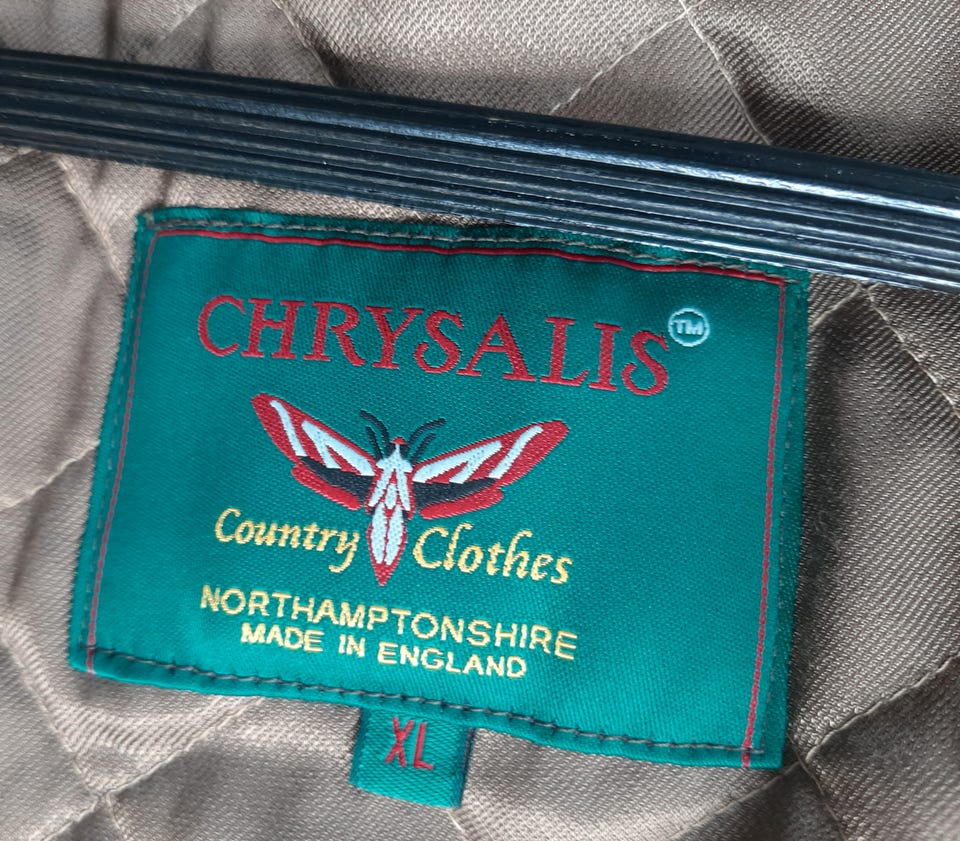 CHRYSALIS™
Country Clothes
NORTHAMPTONSHIRE
MADE IN ENGLAND
XL